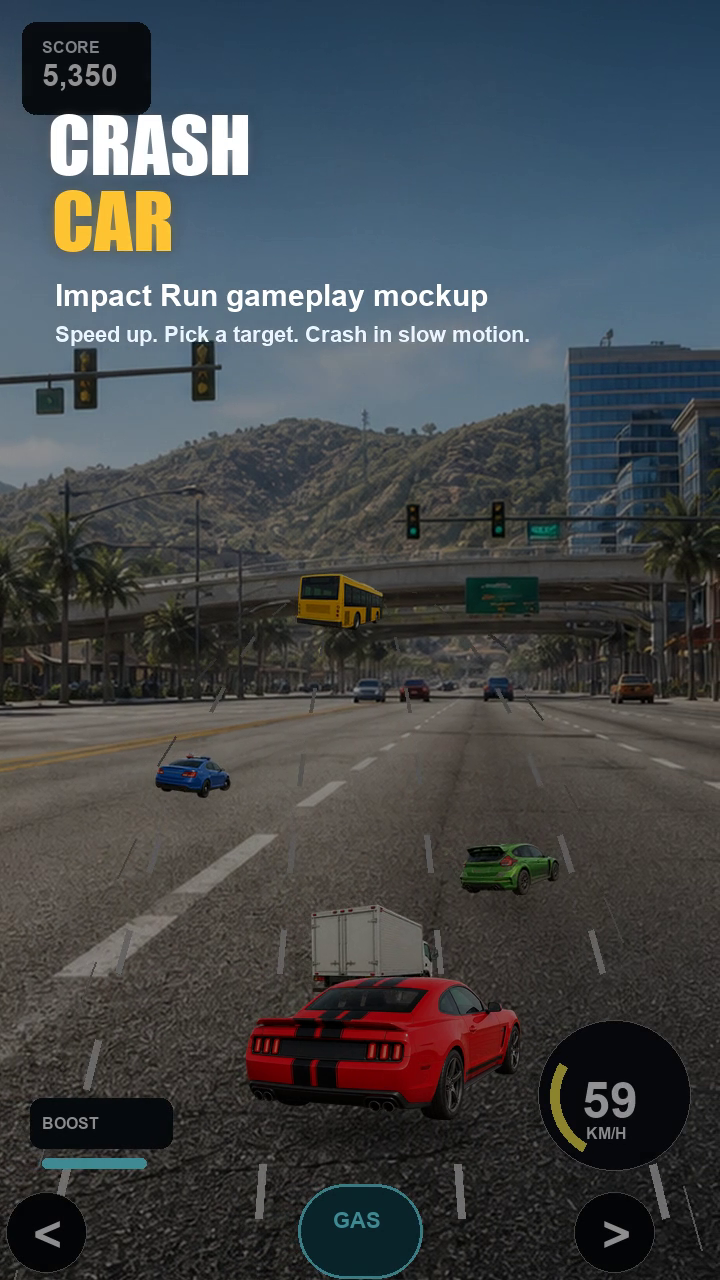 SCORE
5,350
CRASH
CAR
Impact Run gameplay mockup
Speed up. Pick a target. Crash in slow motion.
BOOST
59
KM/H
<
GAS
>